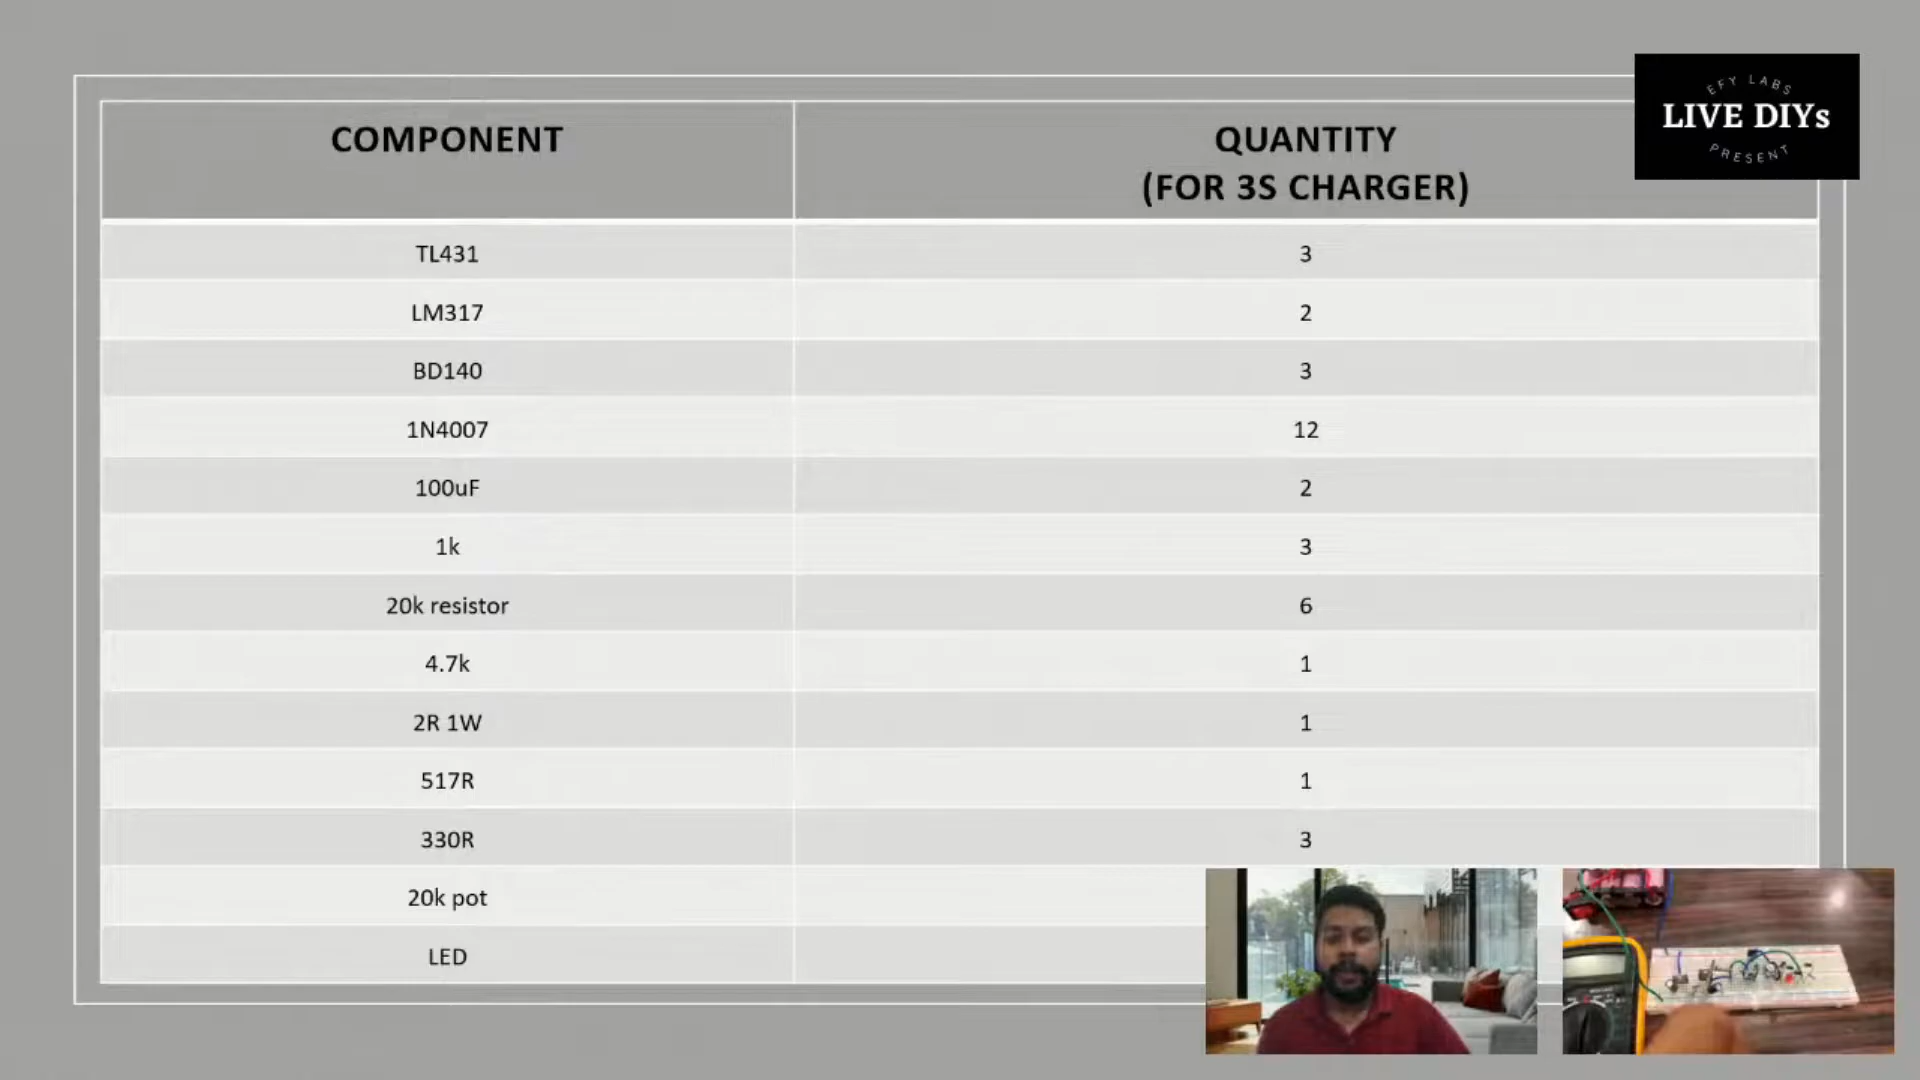 EFY LABS
LIVE DIYs
PRESENT
COMPONENT
QUANTITY
(FOR 3S CHARGER)
TL431 3
LM317 2
BD140 3
1N4007 12
100uF 2
1k 3
20k resistor 6
4.7k 1
2R 1W 1
517R 1
330R 3
20k pot
LED